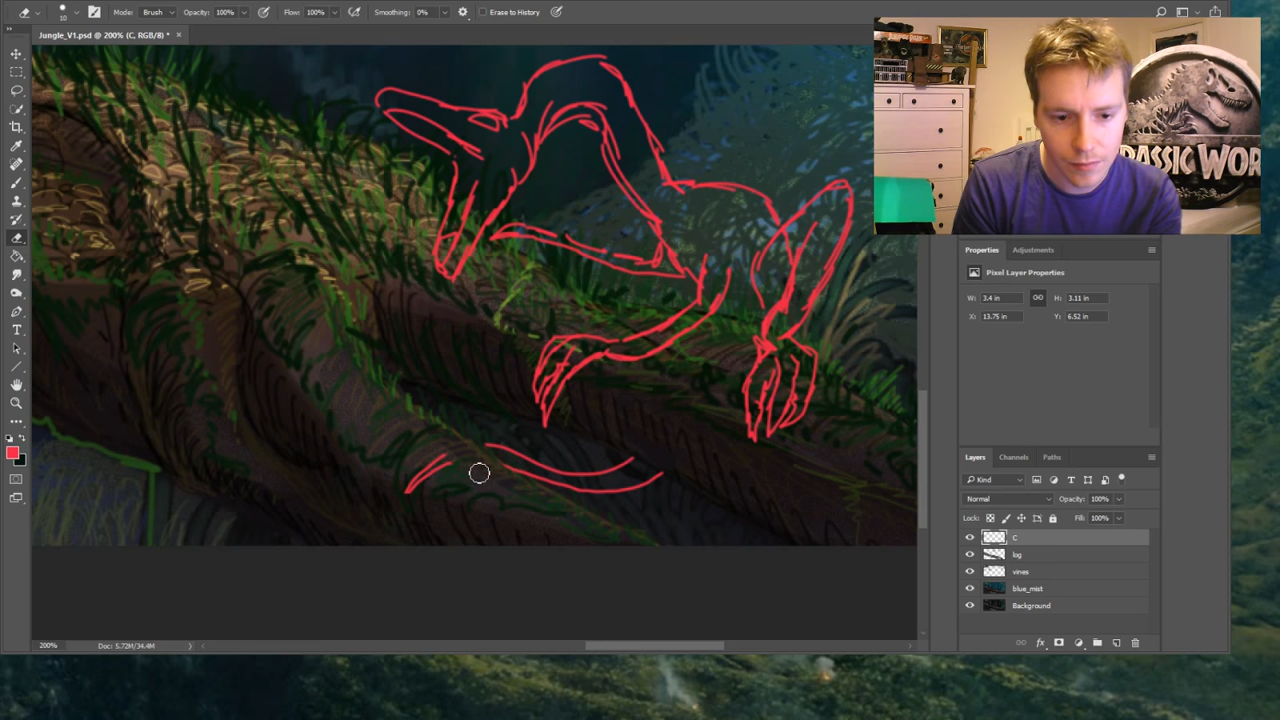 10 Mode: Brush Opacity: 100% Flow: 100% Smoothing: 0% Erase to History
Jungle_V1.psd @ 200% (C, RGB/8) * ×
JURASSIC WOR
Properties Adjustments
Pixel Layer Properties
W: 3.4 in H: 3.11 in
X: 13.75 in Y: 6.52 in
Layers Channels Paths
Kind
Normal Opacity: 100%
Lock: Fill: 100%
C
log
vines
blue_mist
Background
200% Doc: 5.72M/34.4M